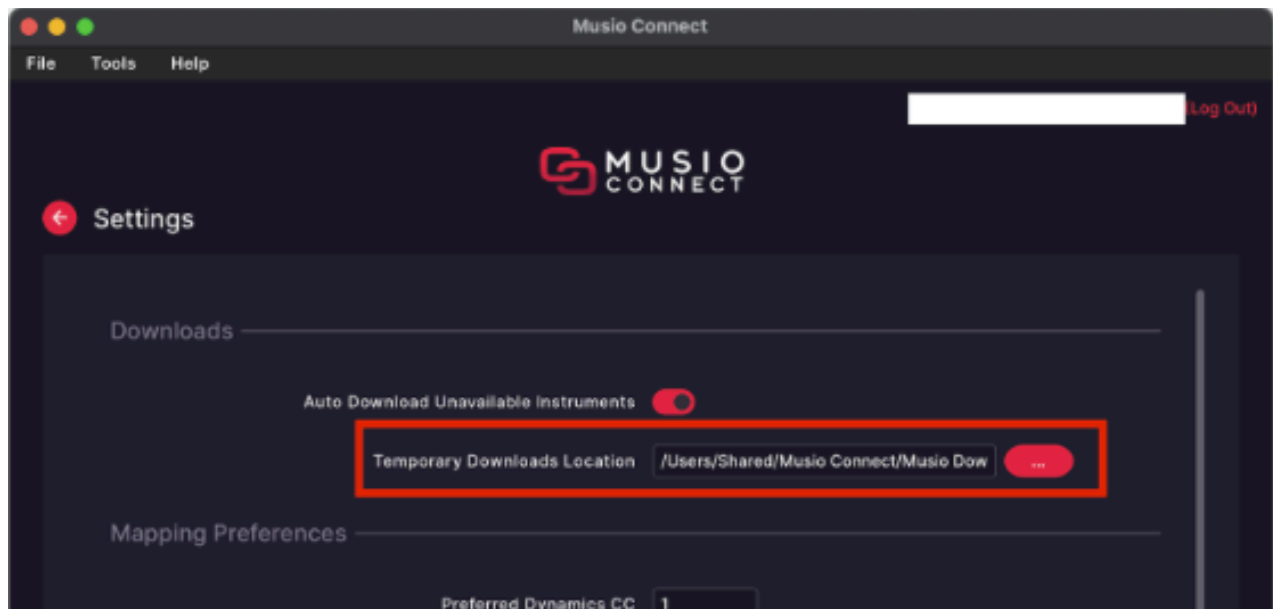 Musio Connect
File Tools Help
(Log Out)
MUSIO
CONNECT
Settings
Downloads
Auto Download Unavailable Instruments
Temporary Downloads Location /Users/Shared/Musio Connect/Musio Dow ...
Mapping Preferences
Preferred Dynamics CC 1